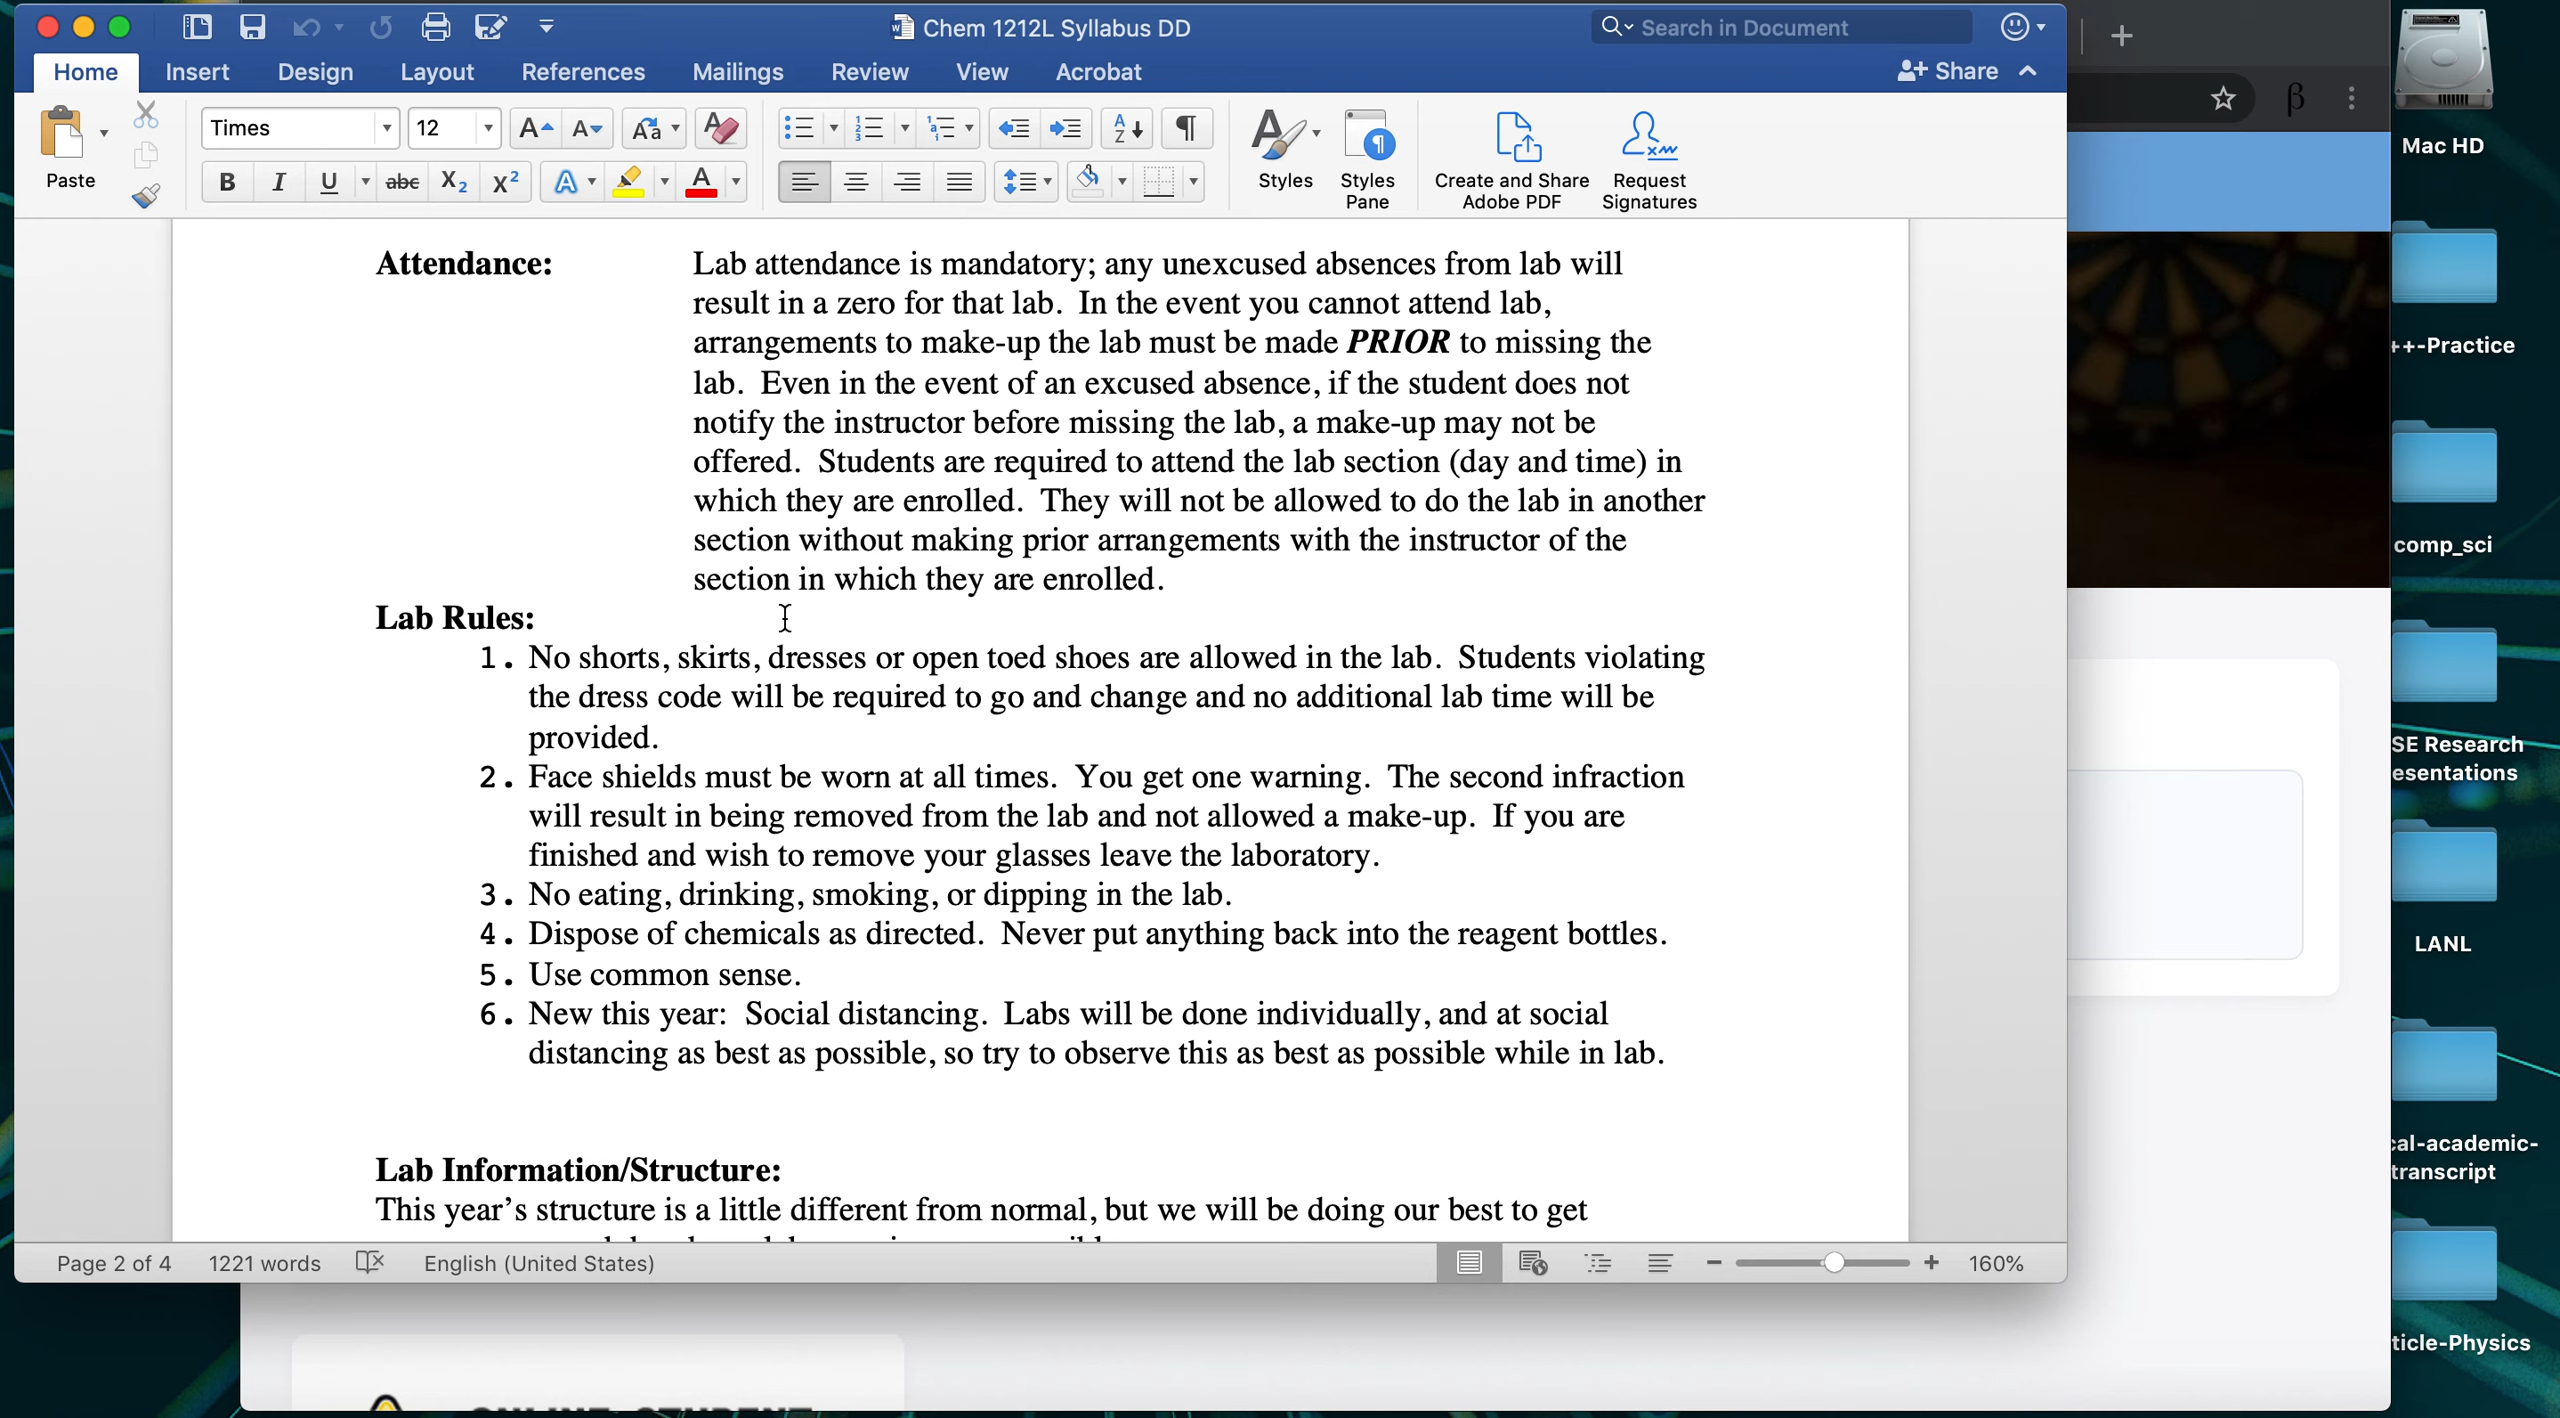 Chem 1212L Syllabus DD
Search in Document
Home Insert Design Layout References Mailings Review View Acrobat
Share
Paste
Times
12
Styles
Styles Pane
Create and Share Adobe PDF
Request Signatures
Attendance: Lab attendance is mandatory; any unexcused absences from lab will
result in a zero for that lab. In the event you cannot attend lab,
arrangements to make-up the lab must be made PRIOR to missing the
lab. Even in the event of an excused absence, if the student does not
notify the instructor before missing the lab, a make-up may not be
offered. Students are required to attend the lab section (day and time) in
which they are enrolled. They will not be allowed to do the lab in another
section without making prior arrangements with the instructor of the
section in which they are enrolled.
Lab Rules:
1. No shorts, skirts, dresses or open toed shoes are allowed in the lab. Students violating
the dress code will be required to go and change and no additional lab time will be
provided.
2. Face shields must be worn at all times. You get one warning. The second infraction
will result in being removed from the lab and not allowed a make-up. If you are
finished and wish to remove your glasses leave the laboratory.
3. No eating, drinking, smoking, or dipping in the lab.
4. Dispose of chemicals as directed. Never put anything back into the reagent bottles.
5. Use common sense.
6. New this year: Social distancing. Labs will be done individually, and at social
distancing as best as possible, so try to observe this as best as possible while in lab.
Lab Information/Structure:
This year's structure is a little different from normal, but we will be doing our best to get
Page 2 of 4 1221 words English (United States) 160%
β
Mac HD
++-Practice
comp_sci
SE Research
esentations
LANL
cal-academic-
transcript
ticle-Physics